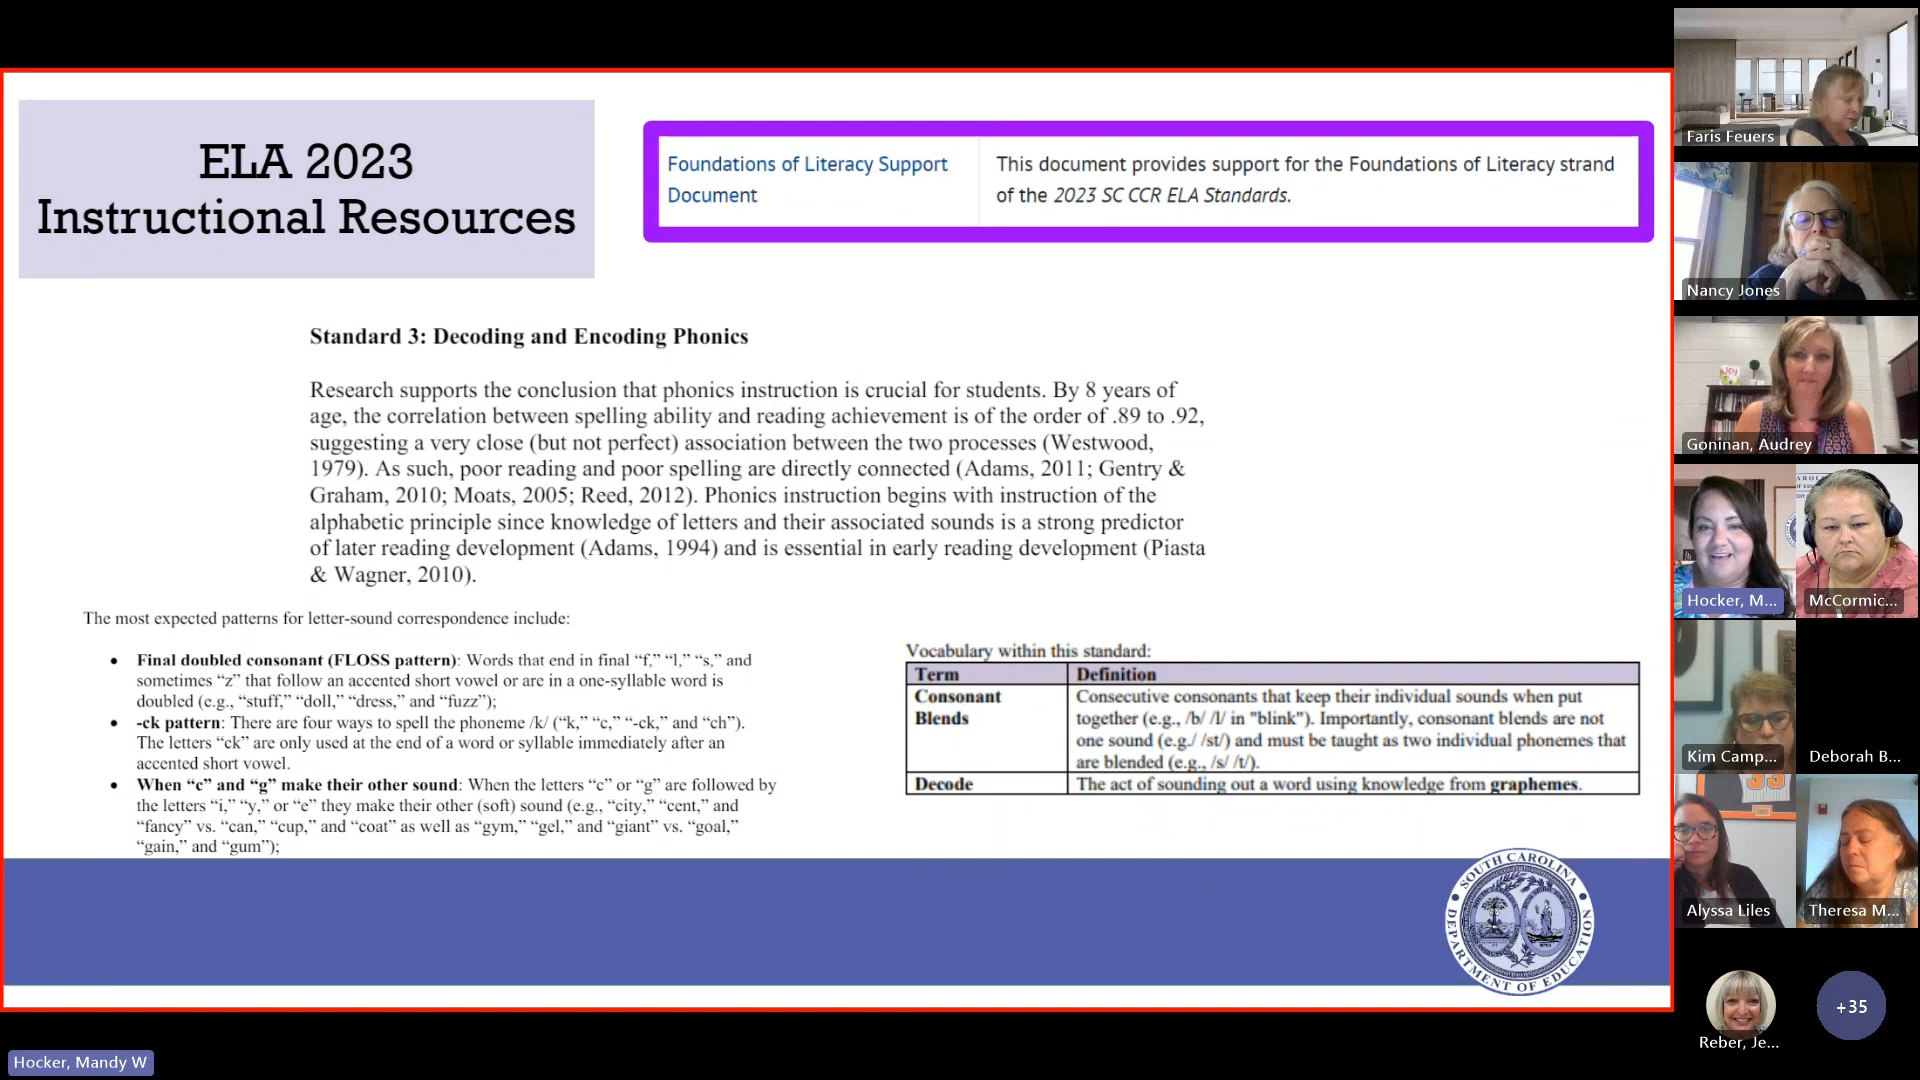 ELA 2023
Instructional Resources
Foundations of Literacy Support
Document
This document provides support for the Foundations of Literacy strand
of the 2023 SC CCR ELA Standards.
Standard 3: Decoding and Encoding Phonics
Research supports the conclusion that phonics instruction is crucial for students. By 8 years of
age, the correlation between spelling ability and reading achievement is of the order of .89 to .92,
suggesting a very close (but not perfect) association between the two processes (Westwood,
1979). As such, poor reading and poor spelling are directly connected (Adams, 2011; Gentry &
Graham, 2010; Moats, 2005; Reed, 2012). Phonics instruction begins with instruction of the
alphabetic principle since knowledge of letters and their associated sounds is a strong predictor
of later reading development (Adams, 1994) and is essential in early reading development (Piasta
& Wagner, 2010).
The most expected patterns for letter-sound correspondence include:
• Final doubled consonant (FLOSS pattern): Words that end in final “f,” “l,” “s,” and
sometimes “z” that follow an accented short vowel or are in a one-syllable word is
doubled (e.g., “stuff,” “doll,” “dress,” and “fuzz”);
• -ck pattern: There are four ways to spell the phoneme /k/ (“k,” “c,” “-ck,” and “ch”).
The letters “ck” are only used at the end of a word or syllable immediately after an
accented short vowel.
• When “c” and “g” make their other sound: When the letters “c” or “g” are followed by
the letters “i,” “y,” or “e” they make their other (soft) sound (e.g., “city,” “cent,” and
“fancy” vs. “can,” “cup,” and “coat” as well as “gym,” “gel,” and “giant” vs. “goal,”
“gain,” and “gum”);
Vocabulary within this standard:
Term Definition
Consonant
Blends
Consecutive consonants that keep their individual sounds when put
together (e.g., /b/ /l/ in "blink"). Importantly, consonant blends are not
one sound (e.g./ /st/) and must be taught as two individual phonemes that
are blended (e.g., /s/ /t/).
Decode The act of sounding out a word using knowledge from graphemes.
SOUTH CAROLINA
DEPARTMENT OF EDUCATION
Hocker, Mandy W
Faris Feuers
Nancy Jones
JOY
Goninan, Audrey
Hocker, M...
McCormic...
Kim Camp...
Deborah B...
33
Alyssa Liles
Theresa M...
Reber, Je...
+35